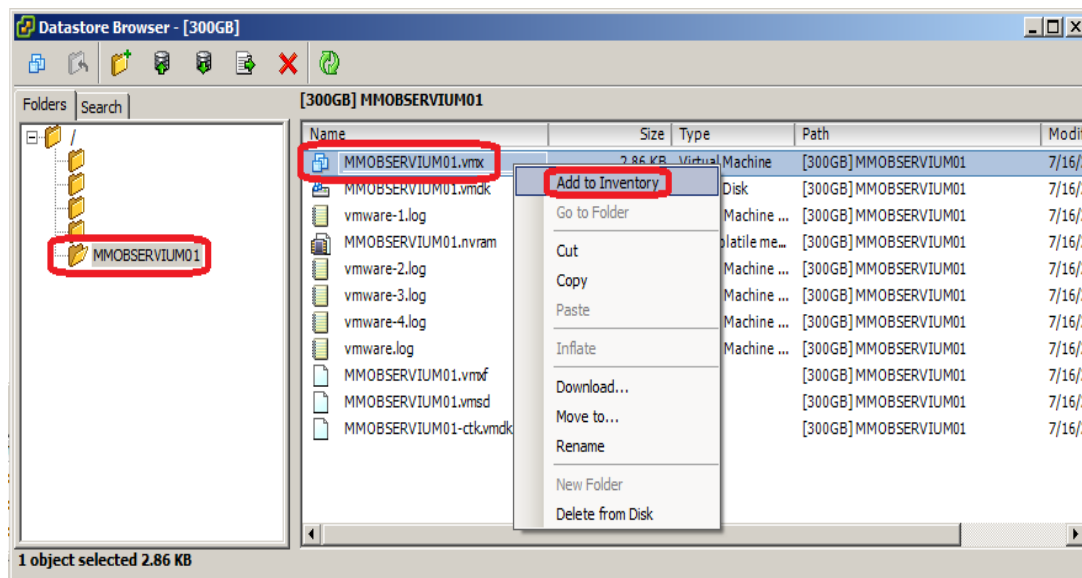 Datastore Browser - [300GB]
Folders Search
[300GB] MMOBSERVIUM01
Name Size Type Path Modi
/
MMOBSERVIUM01
MMOBSERVIUM01.vmx 2.86 KB Virtual Machine [300GB] MMOBSERVIUM01 7/16/
MMOBSERVIUM01.vmdk Disk [300GB] MMOBSERVIUM01 7/16/
vmware-1.log Machine ... [300GB] MMOBSERVIUM01 7/16/
MMOBSERVIUM01.nvram olatile me... [300GB] MMOBSERVIUM01 7/16/
vmware-2.log Machine ... [300GB] MMOBSERVIUM01 7/16/
vmware-3.log Machine ... [300GB] MMOBSERVIUM01 7/16/
vmware-4.log Machine ... [300GB] MMOBSERVIUM01 7/16/
vmware.log Machine ... [300GB] MMOBSERVIUM01 7/16/
MMOBSERVIUM01.vmxf [300GB] MMOBSERVIUM01 7/16/
MMOBSERVIUM01.vmsd [300GB] MMOBSERVIUM01 7/16/
MMOBSERVIUM01-ctk.vmdk [300GB] MMOBSERVIUM01 7/16/
Add to Inventory
Go to Folder
Cut
Copy
Paste
Inflate
Download...
Move to...
Rename
New Folder
Delete from Disk
1 object selected 2.86 KB